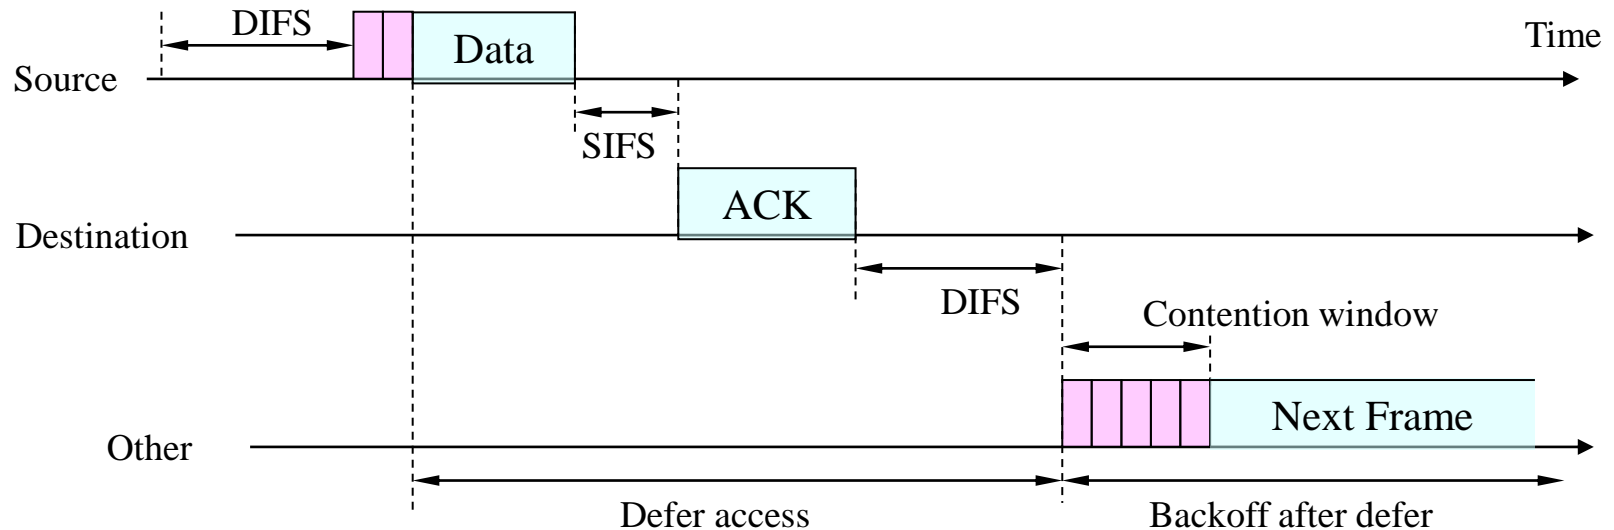 DIFS
Data
Time
Source
SIFS
ACK
Destination
DIFS
Contention window
Next Frame
Other
Defer access
Backoff after defer